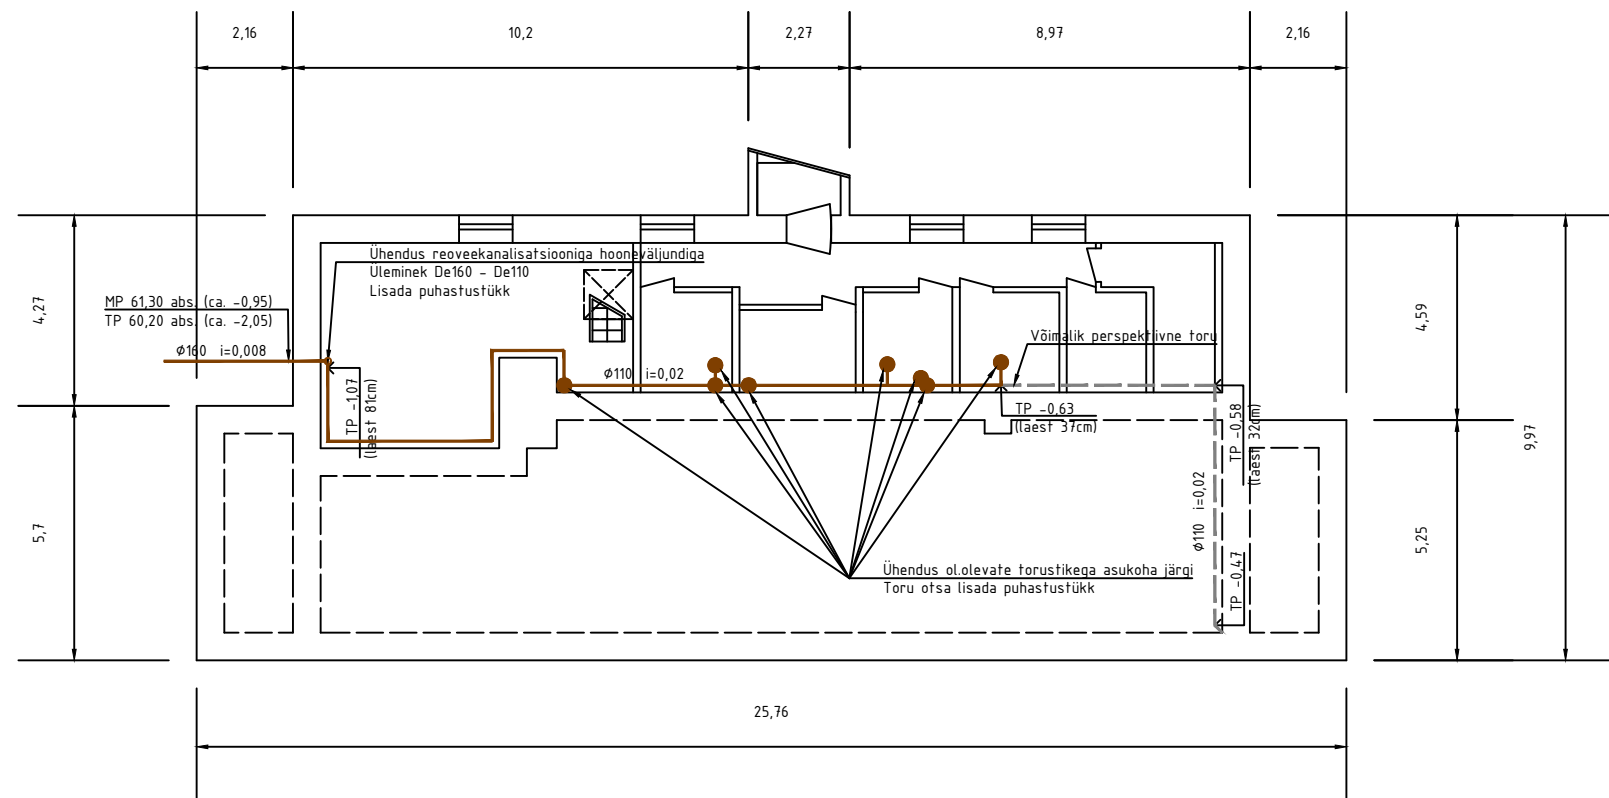 2,16
10,2
2,27
8,97
2,16
Ühendus reoveekanalisatsiooniga hooneväljundiga
Üleminek De160 - De110
Lisada puhastustükk
MP 61,30 abs. (ca. -0,95)
TP 60,20 abs. (ca. -2,05)
ϕ160 i=0,008
4,27
4,59
Võimalik perspektiivne toru
ϕ110 i=0,02
TP -1,07
(laest 81cm)
TP -0,63
(laest 37cm)
TP -0,58
(laest 32cm)
9,97
5,7
ϕ110 i=0,02
5,25
Ühendus ol.olevate torustikega asukoha järgi
Toru otsa lisada puhastustükk
TP -0,47
25,76